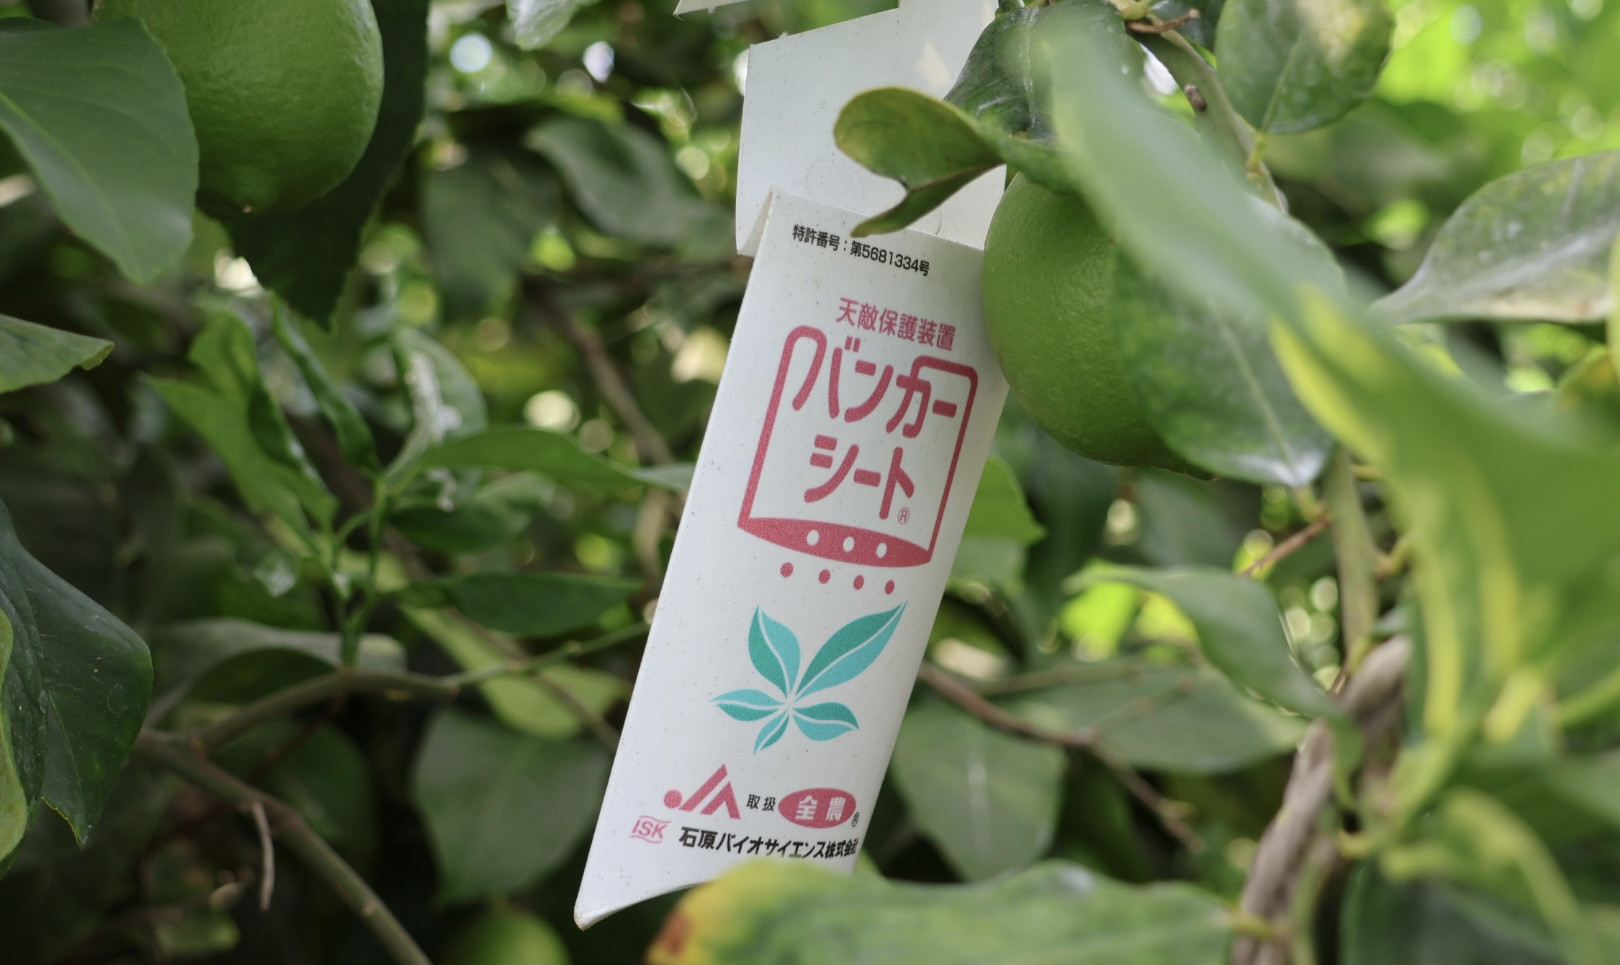 特許番号：第5681334号
天敵保護装置
バンカー
シート®
JA 取扱 全農®
ISK 石原バイオサイエンス株式会社